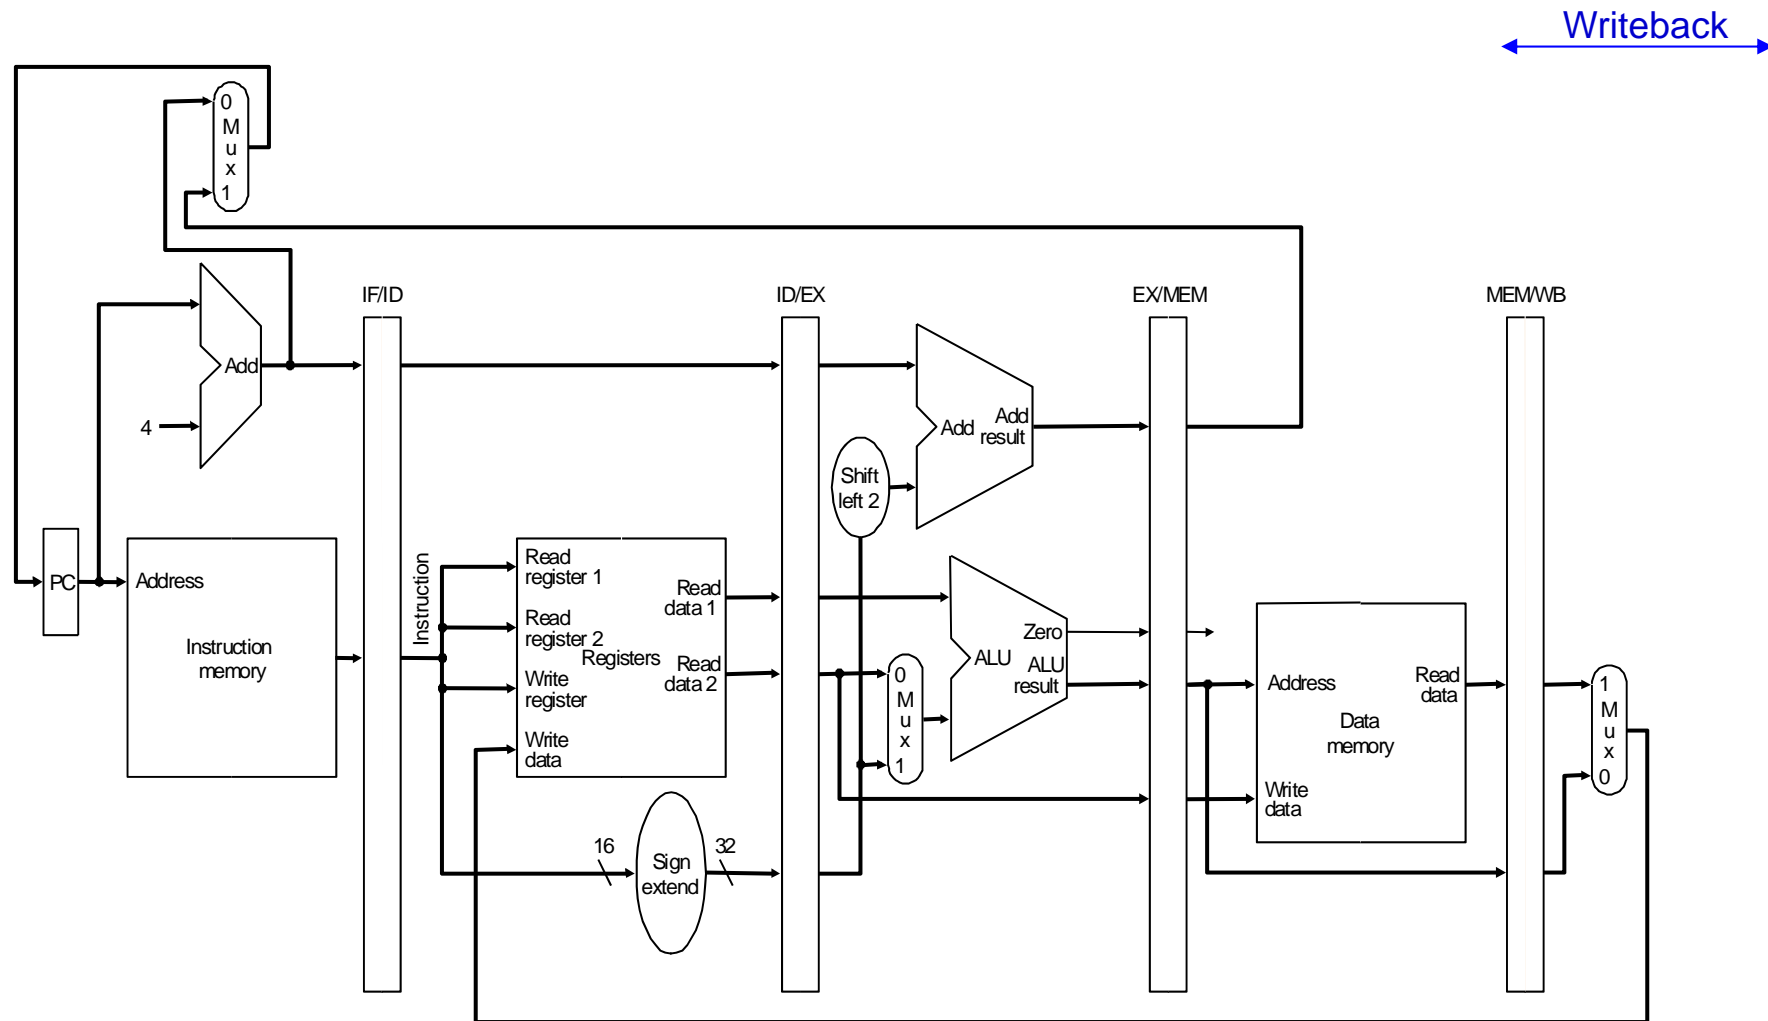 Writeback
0
M
u
x
1
IF/ID
ID/EX
EX/MEM
MEM/WB
Add
4
Add
Add
result
Shift
left 2
PC
Address
Instruction
memory
Instruction
Read
register 1
Read
register 2
Write
register
Write
data
Registers
Read
data 1
Read
data 2
16
Sign
extend
32
0
M
u
x
1
Zero
ALU
ALU
result
Address
Read
data
Data
memory
Write
data
1
M
u
x
0